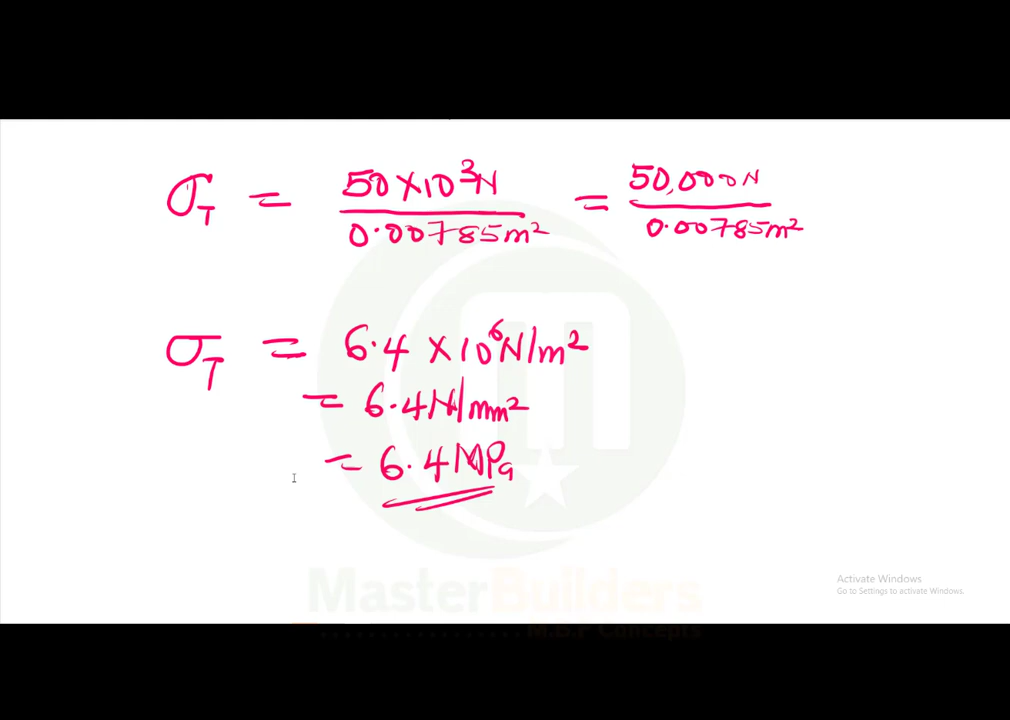 σT = 50×10³N / 0.00785m² = 50,000N / 0.00785m²
σT = 6.4 × 10⁶N/m²
= 6.4N/mm²
= 6.4MPa
MasterBuilders
M.B.F Concepts
Activate Windows
Go to Settings to activate Windows.